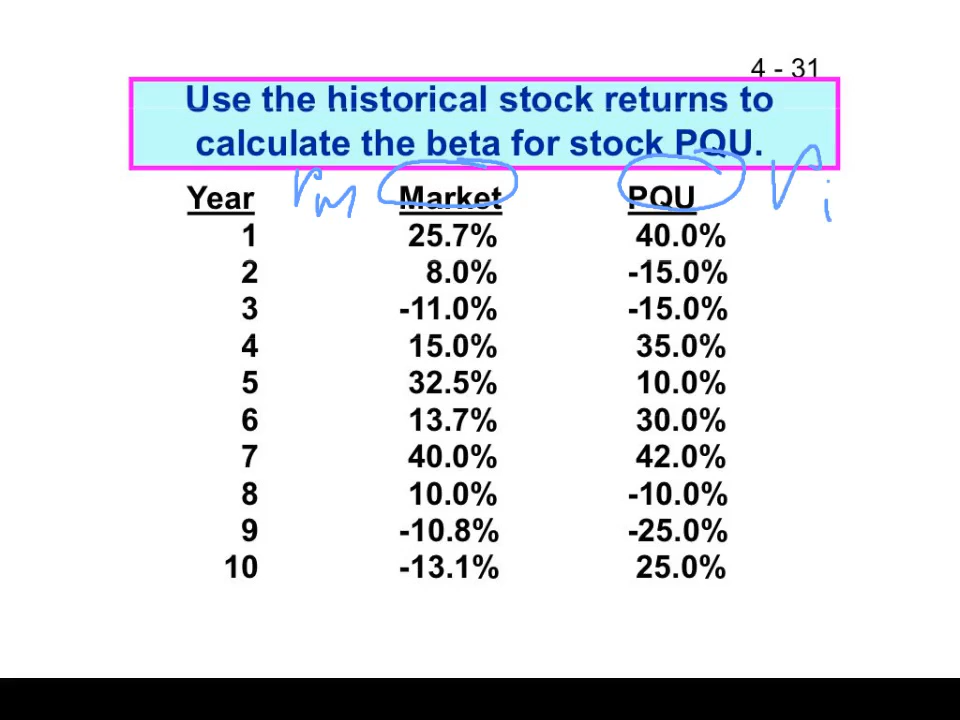 4 - 31
Use the historical stock returns to
calculate the beta for stock PQU.
Year rm Market PQU ri
1 25.7% 40.0%
2 8.0% -15.0%
3 -11.0% -15.0%
4 15.0% 35.0%
5 32.5% 10.0%
6 13.7% 30.0%
7 40.0% 42.0%
8 10.0% -10.0%
9 -10.8% -25.0%
10 -13.1% 25.0%